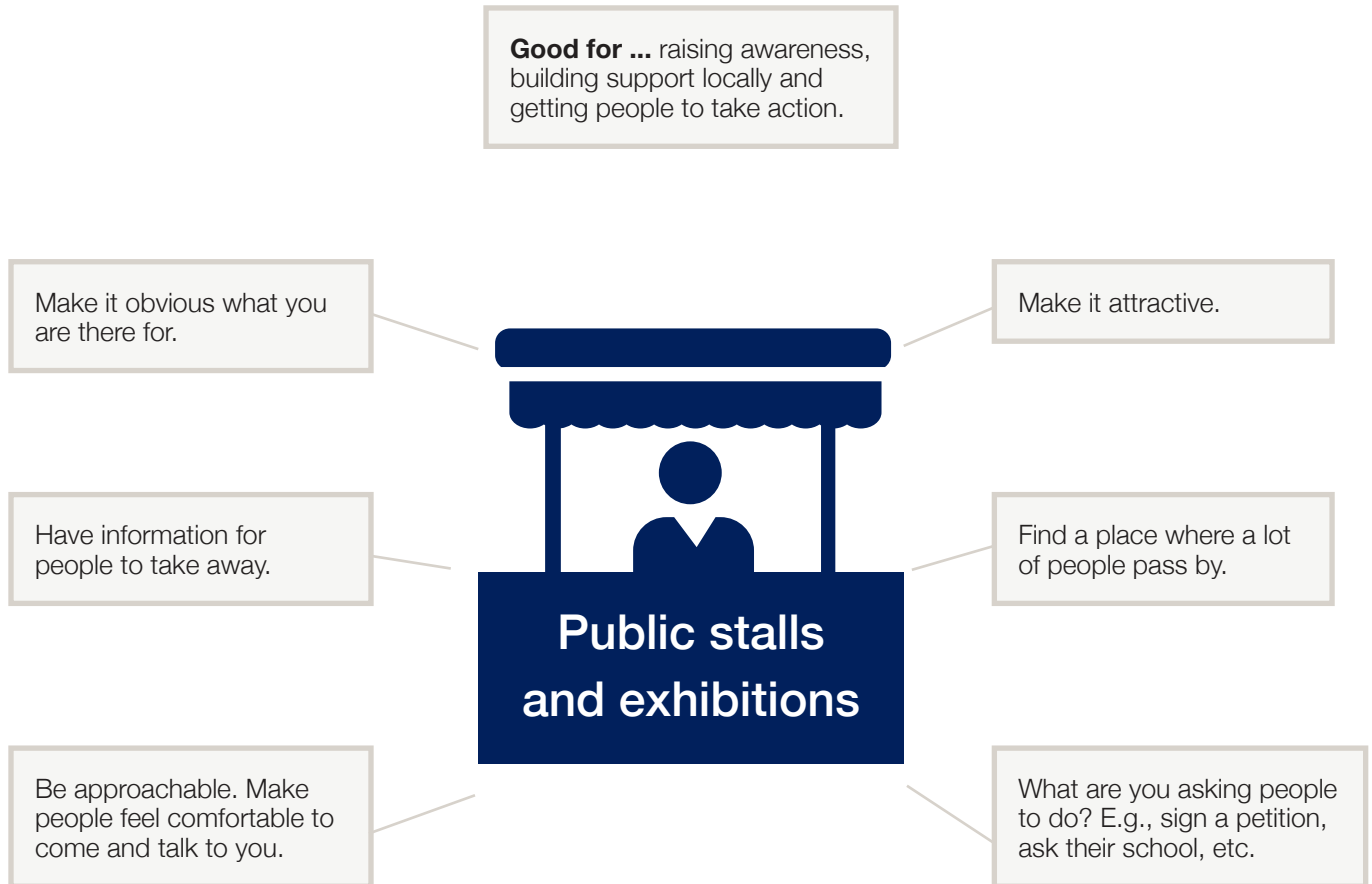 Good for ... raising awareness,
building support locally and
getting people to take action.
Make it obvious what you
are there for.
Make it attractive.
Have information for
people to take away.
Find a place where a lot
of people pass by.
Public stalls
and exhibitions
Be approachable. Make
people feel comfortable to
come and talk to you.
What are you asking people
to do? E.g., sign a petition,
ask their school, etc.